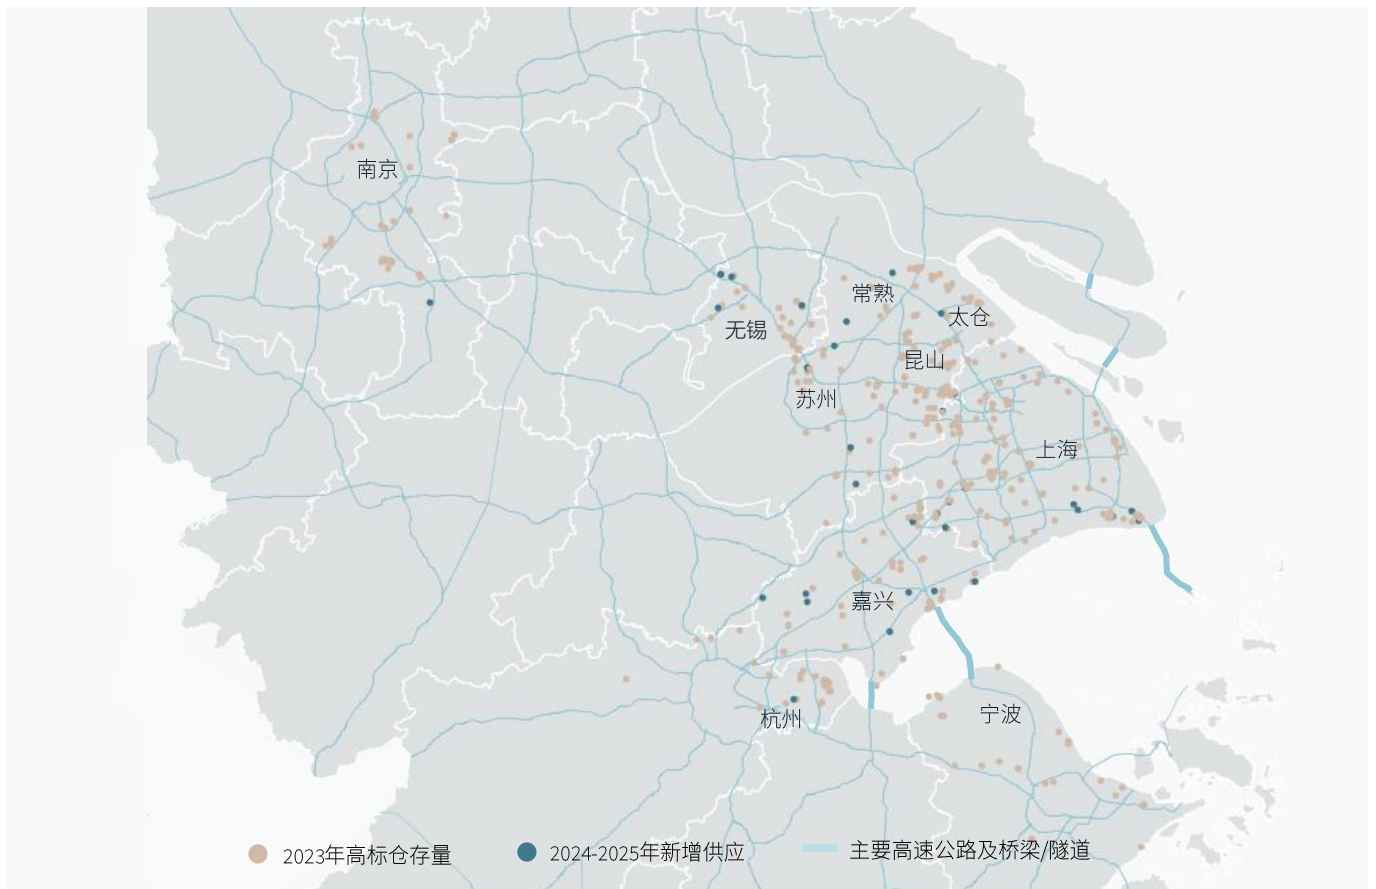 南京
常熟
太仓
无锡
昆山
苏州
上海
嘉兴
宁波
杭州
2023年高标仓存量
2024-2025年新增供应
主要高速公路及桥梁/隧道